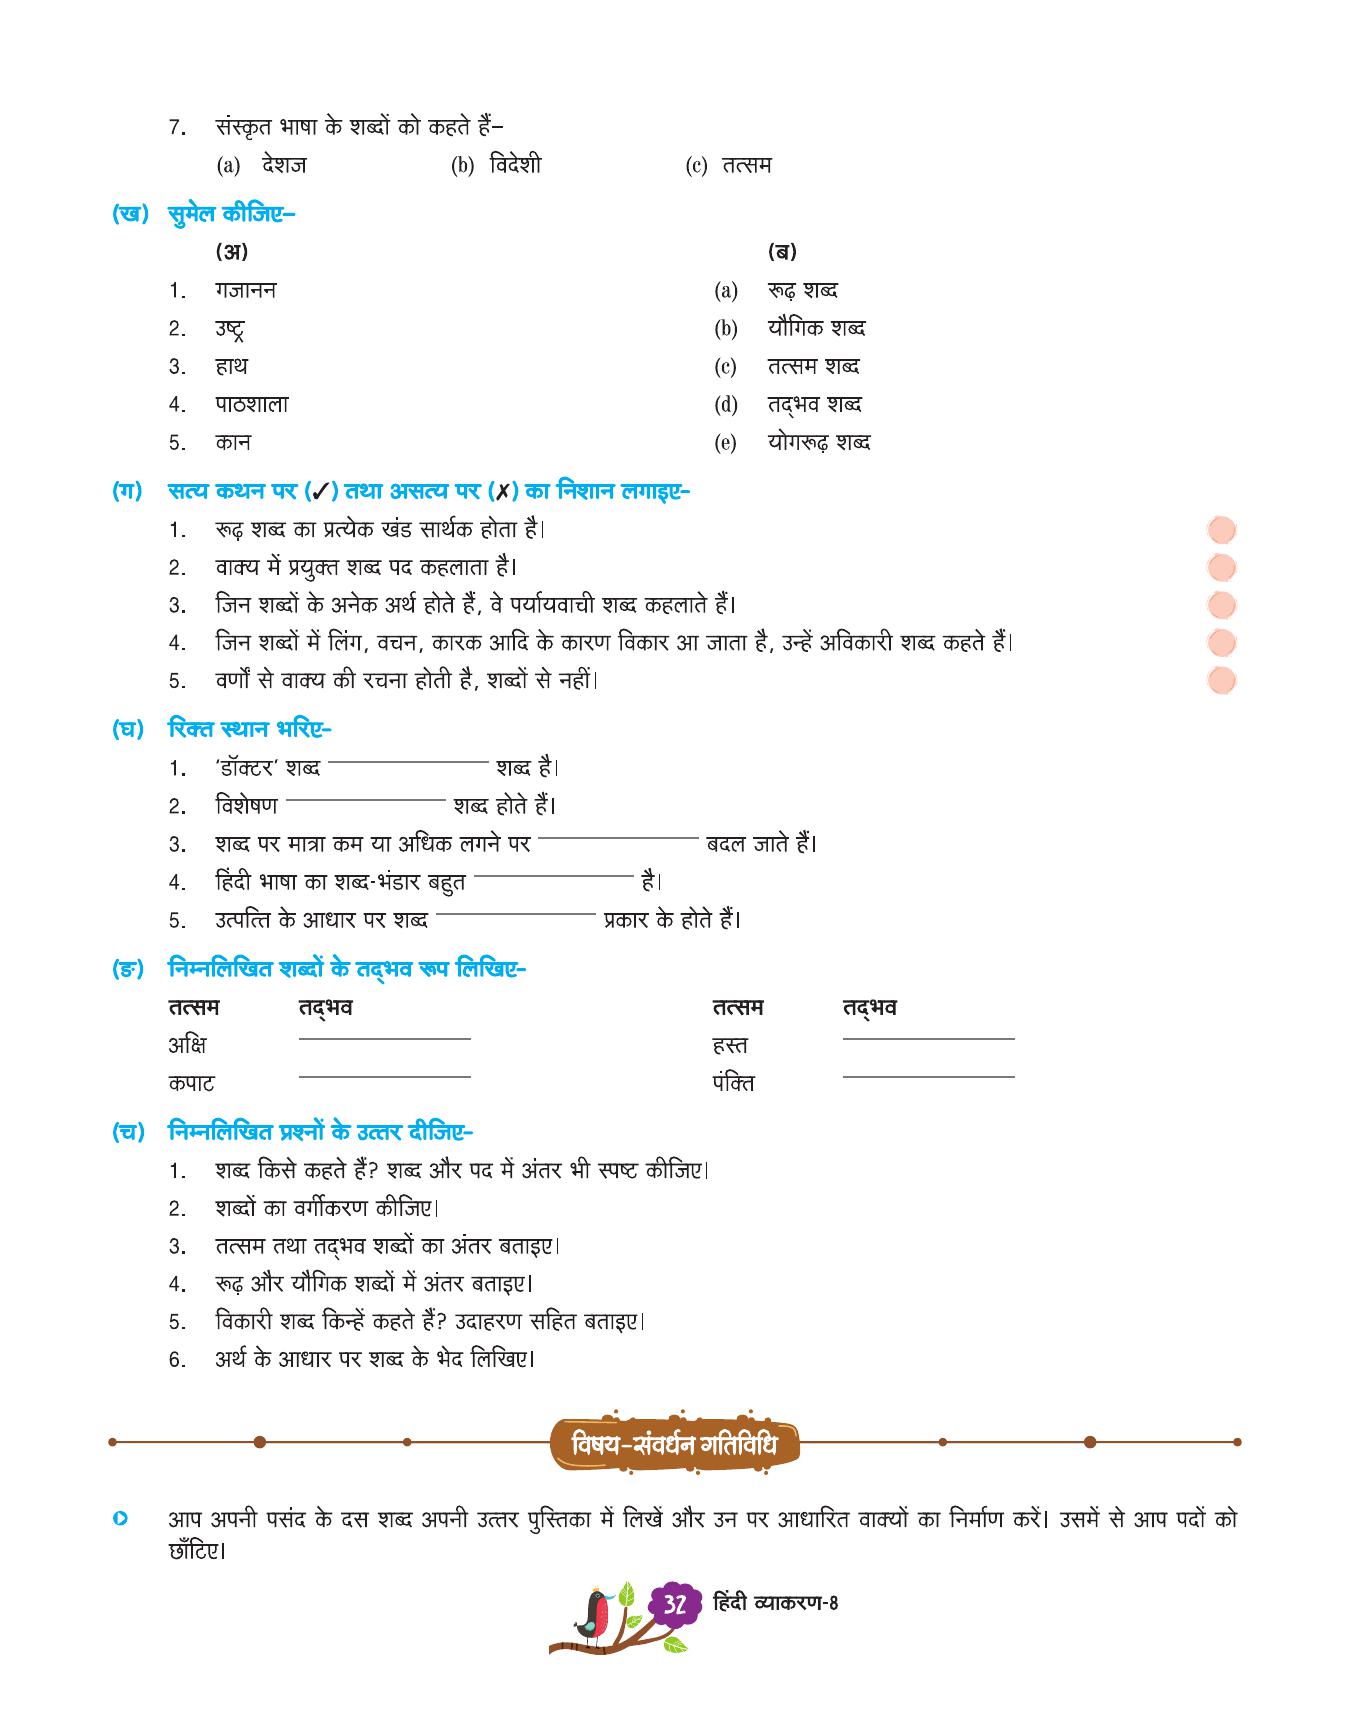 7. संस्कृत भाषा के शब्दों को कहते हैं–
(a) देशज (b) विदेशी (c) तत्सम
(ख) सुमेल कीजिए–
(अ) (ब)
1. गजानन (a) रूढ़ शब्द
2. उष्ट्र (b) यौगिक शब्द
3. हाथ (c) तत्सम शब्द
4. पाठशाला (d) तद्‌भव शब्द
5. कान (e) योगरूढ़ शब्द
(ग) सत्य कथन पर (✓) तथा असत्य पर (✗) का निशान लगाइए–
1. रूढ़ शब्द का प्रत्येक खंड सार्थक होता है।
2. वाक्य में प्रयुक्त शब्द पद कहलाता है।
3. जिन शब्दों के अनेक अर्थ होते हैं, वे पर्यायवाची शब्द कहलाते हैं।
4. जिन शब्दों में लिंग, वचन, कारक आदि के कारण विकार आ जाता है, उन्हें अविकारी शब्द कहते हैं।
5. वर्णों से वाक्य की रचना होती है, शब्दों से नहीं।
(घ) रिक्त स्थान भरिए–
1. ‘डॉक्टर’ शब्द ____________ शब्द है।
2. विशेषण ____________ शब्द होते हैं।
3. शब्द पर मात्रा कम या अधिक लगने पर ____________ बदल जाते हैं।
4. हिंदी भाषा का शब्द-भंडार बहुत ____________ है।
5. उत्पत्ति के आधार पर शब्द ____________ प्रकार के होते हैं।
(ङ) निम्नलिखित शब्दों के तद्‌भव रूप लिखिए–
तत्सम तद्‌भव तत्सम तद्‌भव
अक्षि ____________ हस्त ____________
कपाट ____________ पंक्ति ____________
(च) निम्नलिखित प्रश्नों के उत्तर दीजिए–
1. शब्द किसे कहते हैं? शब्द और पद में अंतर भी स्पष्ट कीजिए।
2. शब्दों का वर्गीकरण कीजिए।
3. तत्सम तथा तद्‌भव शब्दों का अंतर बताइए।
4. रूढ़ और यौगिक शब्दों में अंतर बताइए।
5. विकारी शब्द किन्हें कहते हैं? उदाहरण सहित बताइए।
6. अर्थ के आधार पर शब्द के भेद लिखिए।
विषय–संवर्धन गतिविधि
आप अपनी पसंद के दस शब्द अपनी उत्तर पुस्तिका में लिखें और उन पर आधारित वाक्यों का निर्माण करें। उसमें से आप पदों को
छाँटिए।
32 हिंदी व्याकरण-8